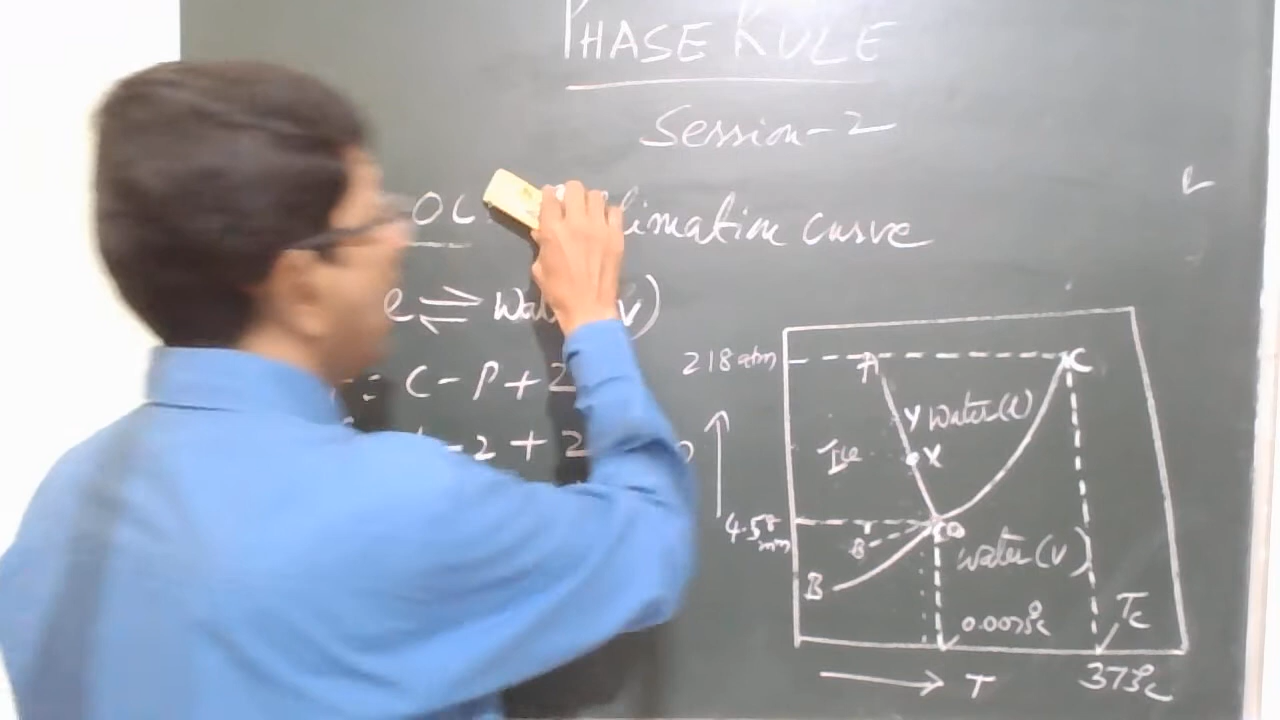 PHASE RULE
Session-2
OC limation curve
e ⇌ Wat v)
: C-P+2
-2+2
218 atm
A
C
Y Water(l)
Ice
X
4.58 mm
O
B'
Water(v)
B
0.0075°c
Tc
→ T
373°c